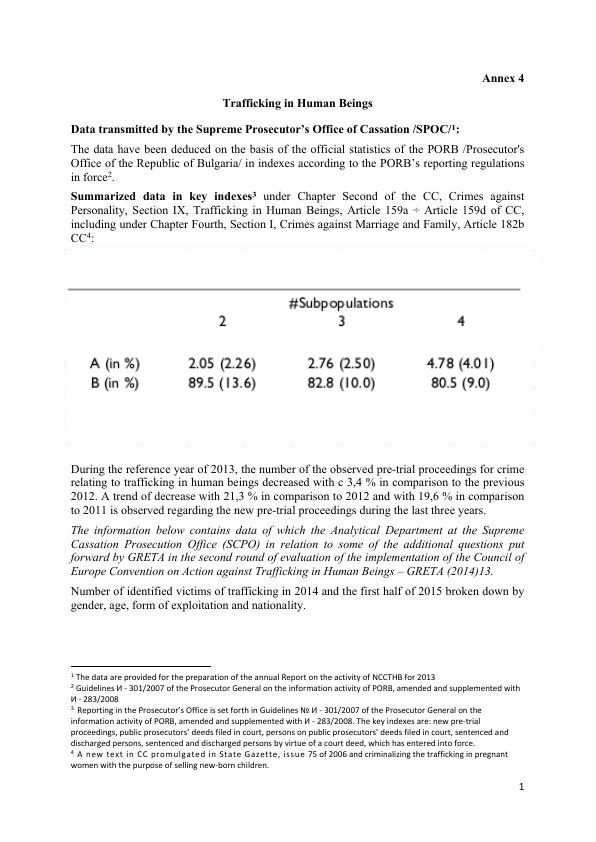 Annex 4
Trafficking in Human Beings
Data transmitted by the Supreme Prosecutor's Office of Cassation /SPOC/¹:
The data have been deduced on the basis of the official statistics of the PORB /Prosecutor's
Office of the Republic of Bulgaria/ in indexes according to the PORB's reporting regulations
in force².
Summarized data in key indexes³ under Chapter Second of the CC, Crimes against
Personality, Section IX, Trafficking in Human Beings, Article 159a ÷ Article 159d of CC,
including under Chapter Fourth, Section I, Crimes against Marriage and Family, Article 182b
CC⁴:
#Subpopulations
2 3 4
A (in %) 2.05 (2.26) 2.76 (2.50) 4.78 (4.01)
B (in %) 89.5 (13.6) 82.8 (10.0) 80.5 (9.0)
During the reference year of 2013, the number of the observed pre-trial proceedings for crime
relating to trafficking in human beings decreased with c 3,4 % in comparison to the previous
2012. A trend of decrease with 21,3 % in comparison to 2012 and with 19,6 % in comparison
to 2011 is observed regarding the new pre-trial proceedings during the last three years.
The information below contains data of which the Analytical Department at the Supreme
Cassation Prosecution Office (SCPO) in relation to some of the additional questions put
forward by GRETA in the second round of evaluation of the implementation of the Council of
Europe Convention on Action against Trafficking in Human Beings – GRETA (2014)13.
Number of identified victims of trafficking in 2014 and the first half of 2015 broken down by
gender, age, form of exploitation and nationality.
¹ The data are provided for the preparation of the annual Report on the activity of NCCTHB for 2013
² Guidelines И - 301/2007 of the Prosecutor General on the information activity of PORB, amended and supplemented with
И - 283/2008
³ Reporting in the Prosecutor's Office is set forth in Guidelines № И - 301/2007 of the Prosecutor General on the
information activity of PORB, amended and supplemented with И - 283/2008. The key indexes are: new pre-trial
proceedings, public prosecutors' deeds filed in court, persons on public prosecutors' deeds filed in court, sentenced and
discharged persons, sentenced and discharged persons by virtue of a court deed, which has entered into force.
⁴ A new text in CC promulgated in State Gazette, issue 75 of 2006 and criminalizing the trafficking in pregnant
women with the purpose of selling new-born children.
1